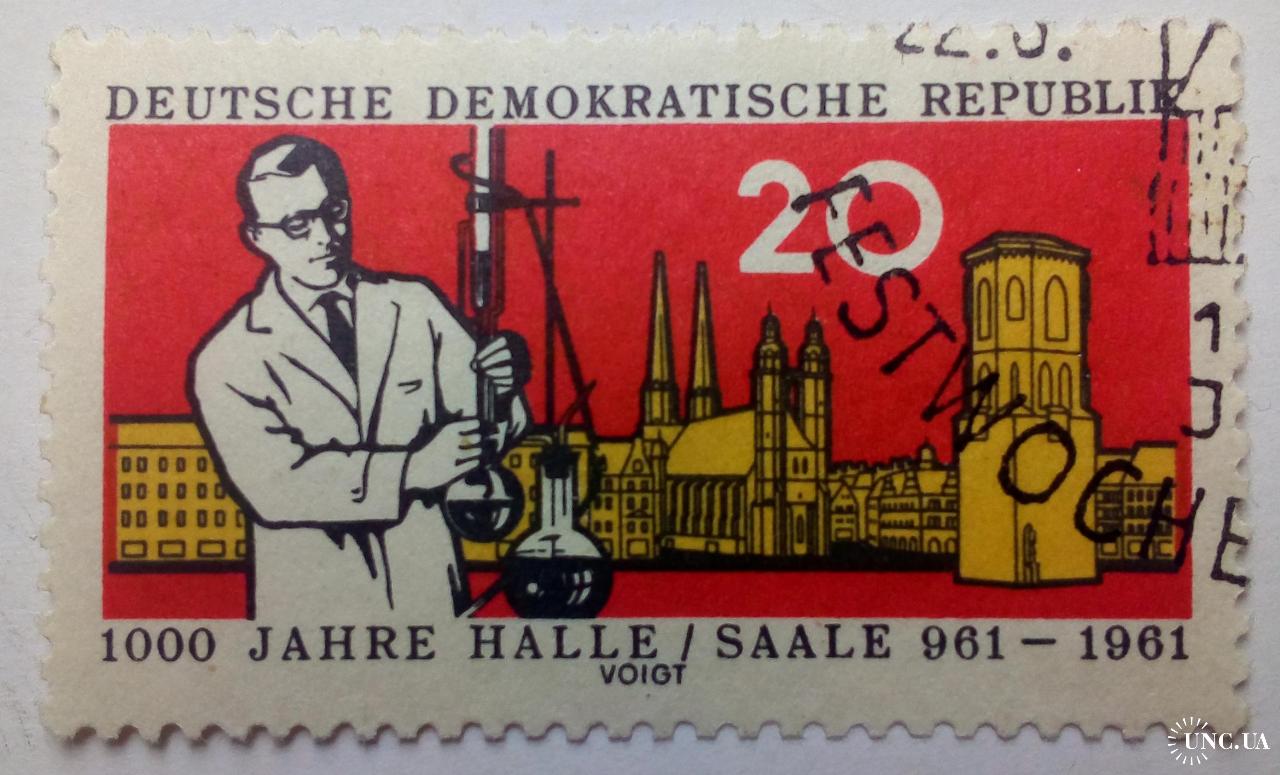 DEUTSCHE DEMOKRATISCHE REPUBLIK
20
FESTWOCHE
1000 JAHRE HALLE / SAALE 961 – 1961
VOIGT
UNC.UA